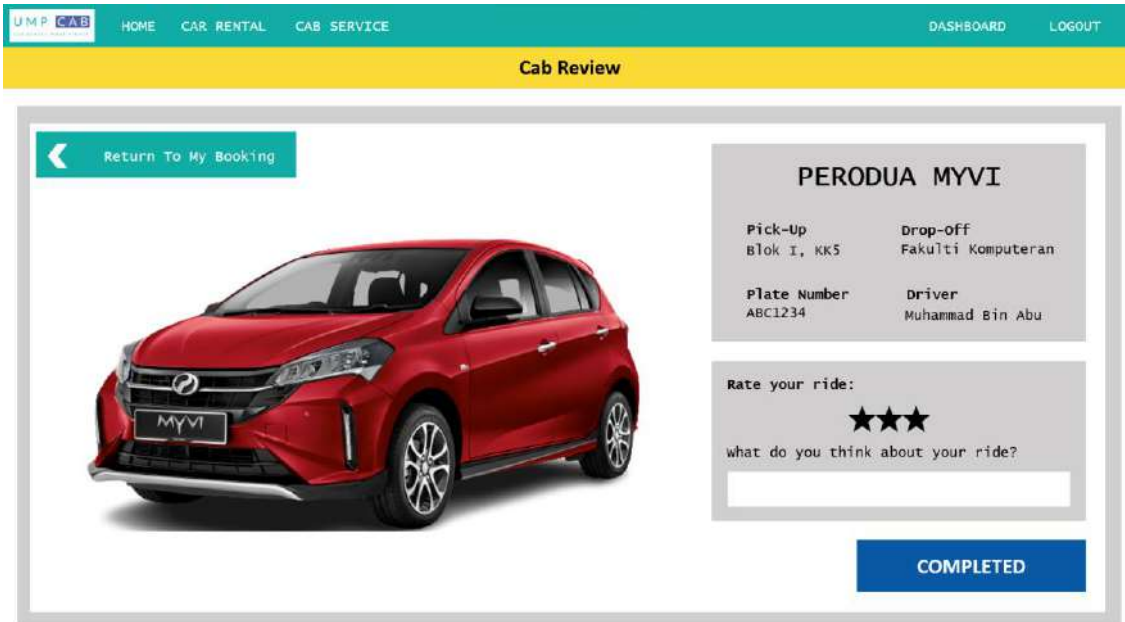 UMP CAB
HOME CAR RENTAL CAB SERVICE DASHBOARD LOGOUT
Cab Review
Return To My Booking
PERODUA MYVI
Pick-Up Drop-Off
Blok I, KK5 Fakulti Komputeran
Plate Number Driver
ABC1234 Muhammad Bin Abu
MYVI
Rate your ride:
what do you think about your ride?
COMPLETED